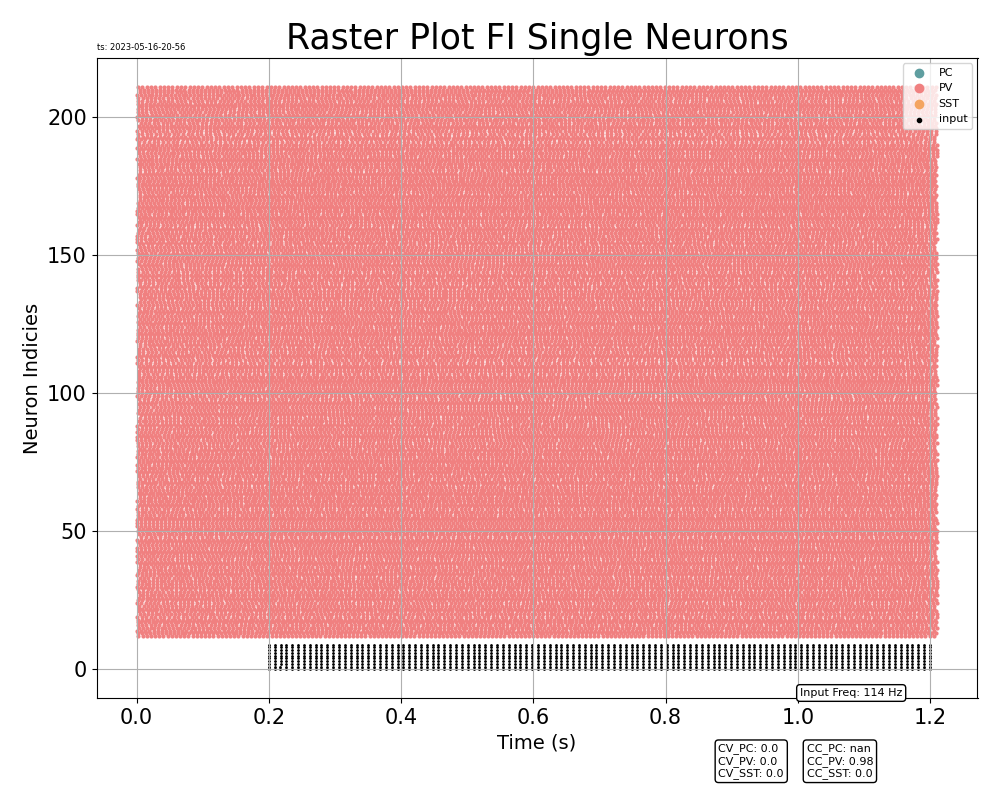 Raster Plot FI Single Neurons
ts: 2023-05-16-20-56
PC
PV
SST
input
200
150
100
50
0
Neuron Indicies
Input Freq: 114 Hz
0.0 0.2 0.4 0.6 0.8 1.0 1.2
Time (s)
CV_PC: 0.0
CV_PV: 0.0
CV_SST: 0.0
CC_PC: nan
CC_PV: 0.98
CC_SST: 0.0